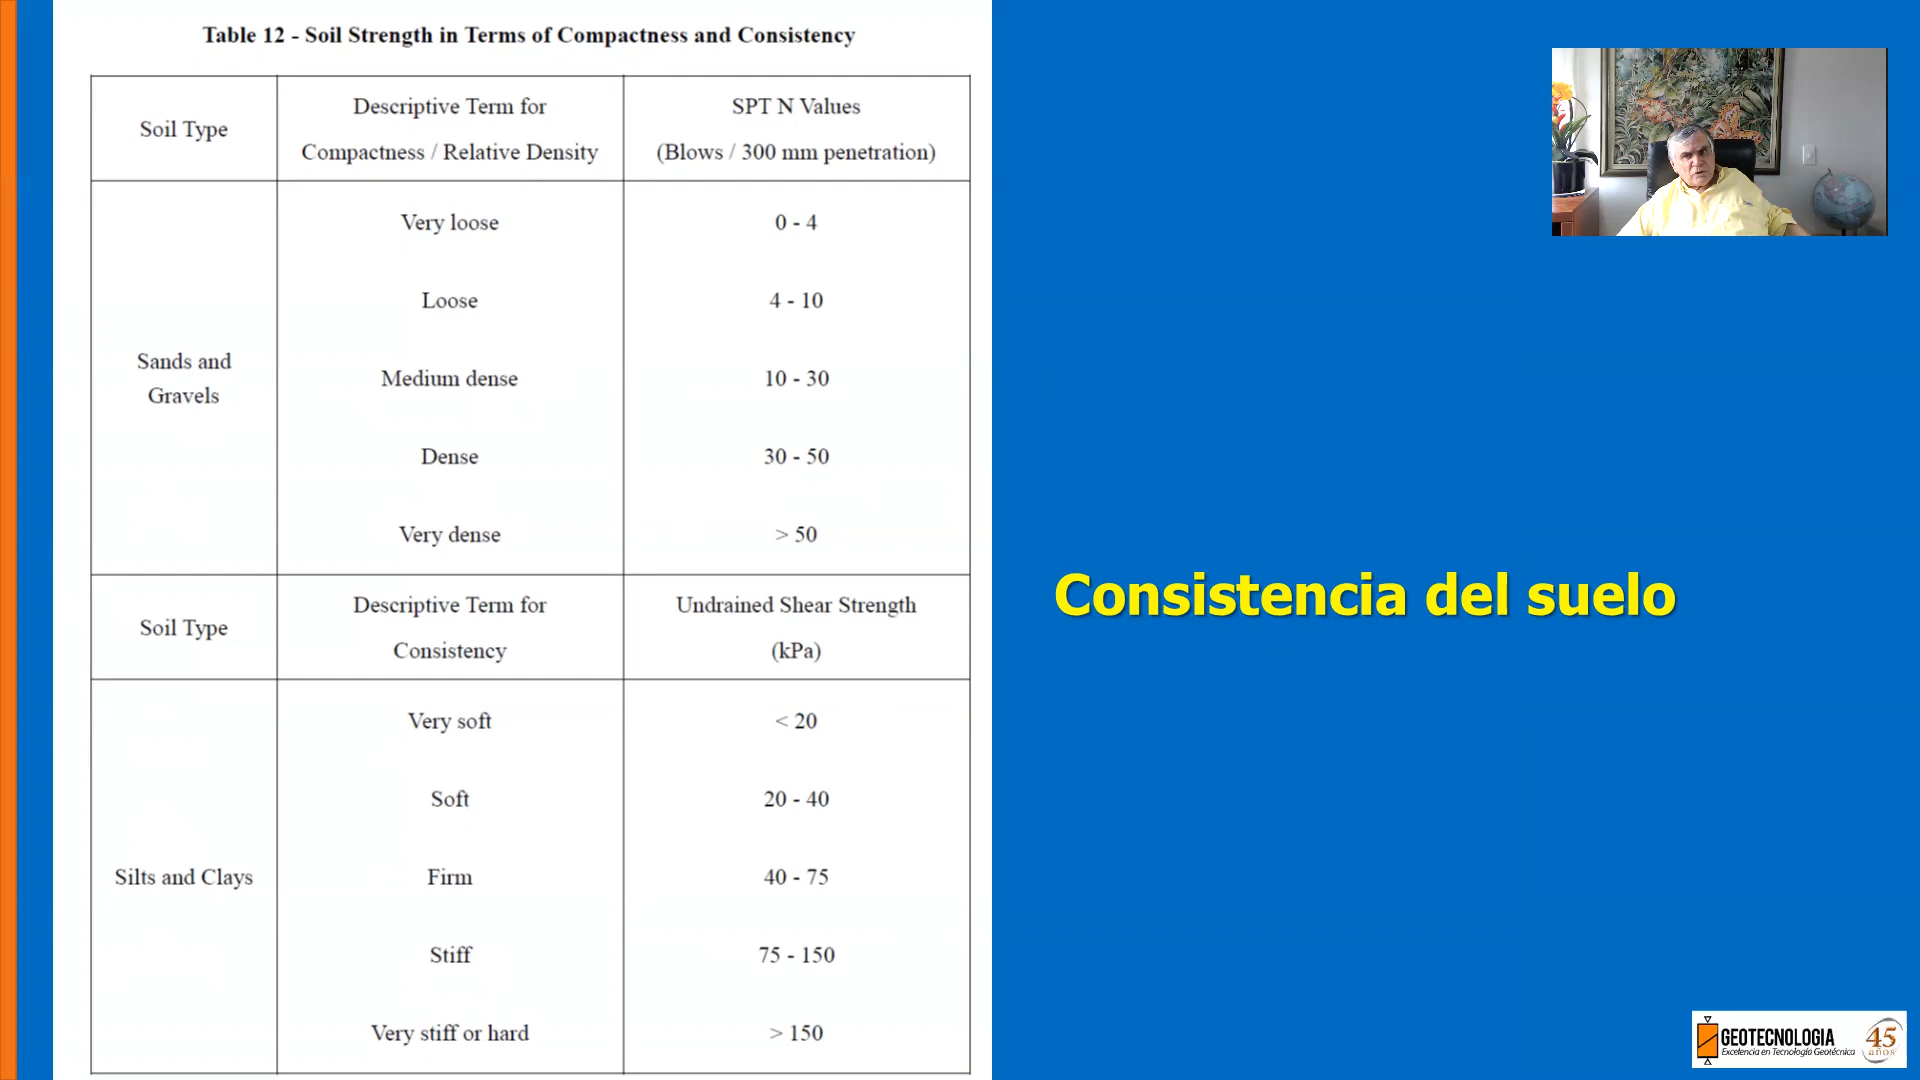 Table 12 - Soil Strength in Terms of Compactness and Consistency
Soil Type
Descriptive Term for
Compactness / Relative Density
SPT N Values
(Blows / 300 mm penetration)
Sands and
Gravels
Very loose
0 - 4
Loose
4 - 10
Medium dense
10 - 30
Dense
30 - 50
Very dense
> 50
Soil Type
Descriptive Term for
Consistency
Undrained Shear Strength
(kPa)
Silts and Clays
Very soft
< 20
Soft
20 - 40
Firm
40 - 75
Stiff
75 - 150
Very stiff or hard
> 150
Consistencia del suelo
GEOTECNOLOGIA
Excelencia en Tecnología Geotécnica
45
años